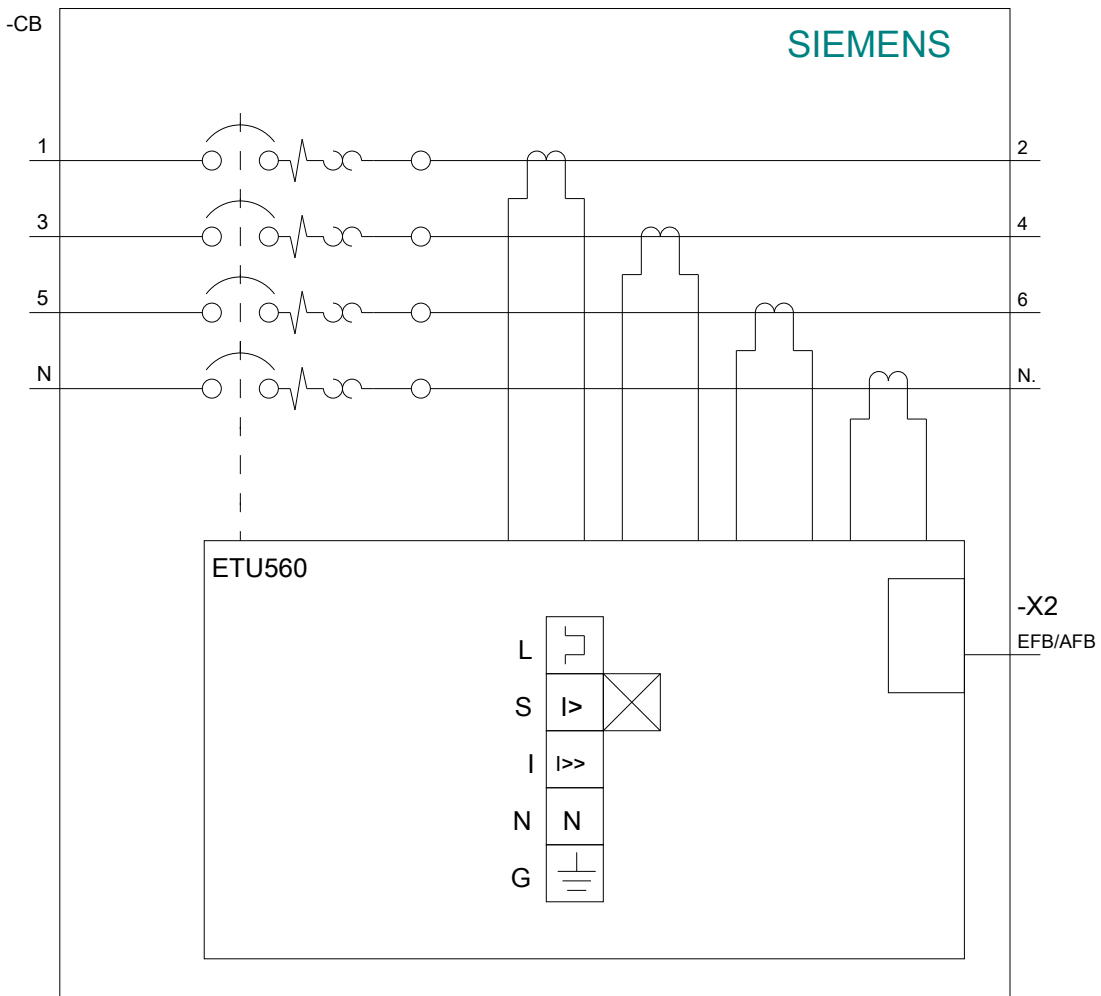 -CB
SIEMENS
1
2
3
4
5
6
N
N.
ETU560
-X2
EFB/AFB
L
S I>
I I>>
N N
G